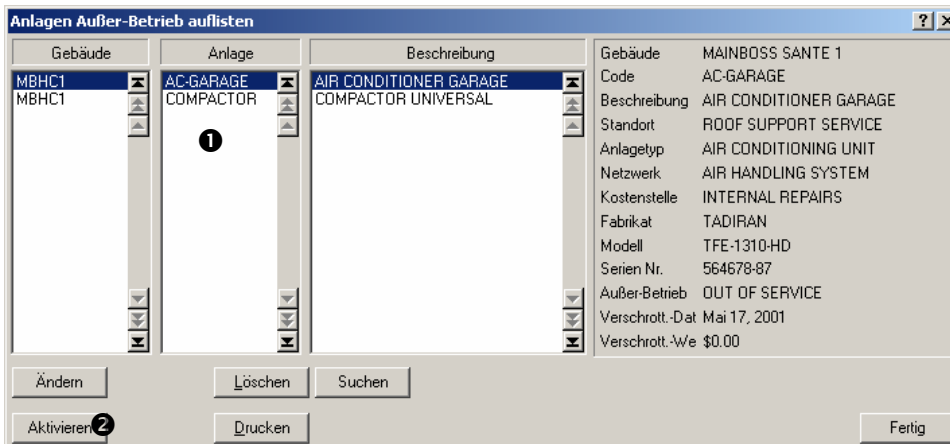 Anlagen Außer-Betrieb auflisten
Gebäude Anlage Beschreibung
MBHC1 AC-GARAGE AIR CONDITIONER GARAGE
MBHC1 COMPACTOR COMPACTOR UNIVERSAL
❶
Gebäude MAINBOSS SANTE 1
Code AC-GARAGE
Beschreibung AIR CONDITIONER GARAGE
Standort ROOF SUPPORT SERVICE
Anlagetyp AIR CONDITIONING UNIT
Netzwerk AIR HANDLING SYSTEM
Kostenstelle INTERNAL REPAIRS
Fabrikat TADIRAN
Modell TFE-1310-HD
Serien Nr. 564678-87
Außer-Betrieb OUT OF SERVICE
Verschrott.-Dat Mai 17, 2001
Verschrott.-We $0.00
Ändern Löschen Suchen
Aktivieren ❷ Drucken Fertig